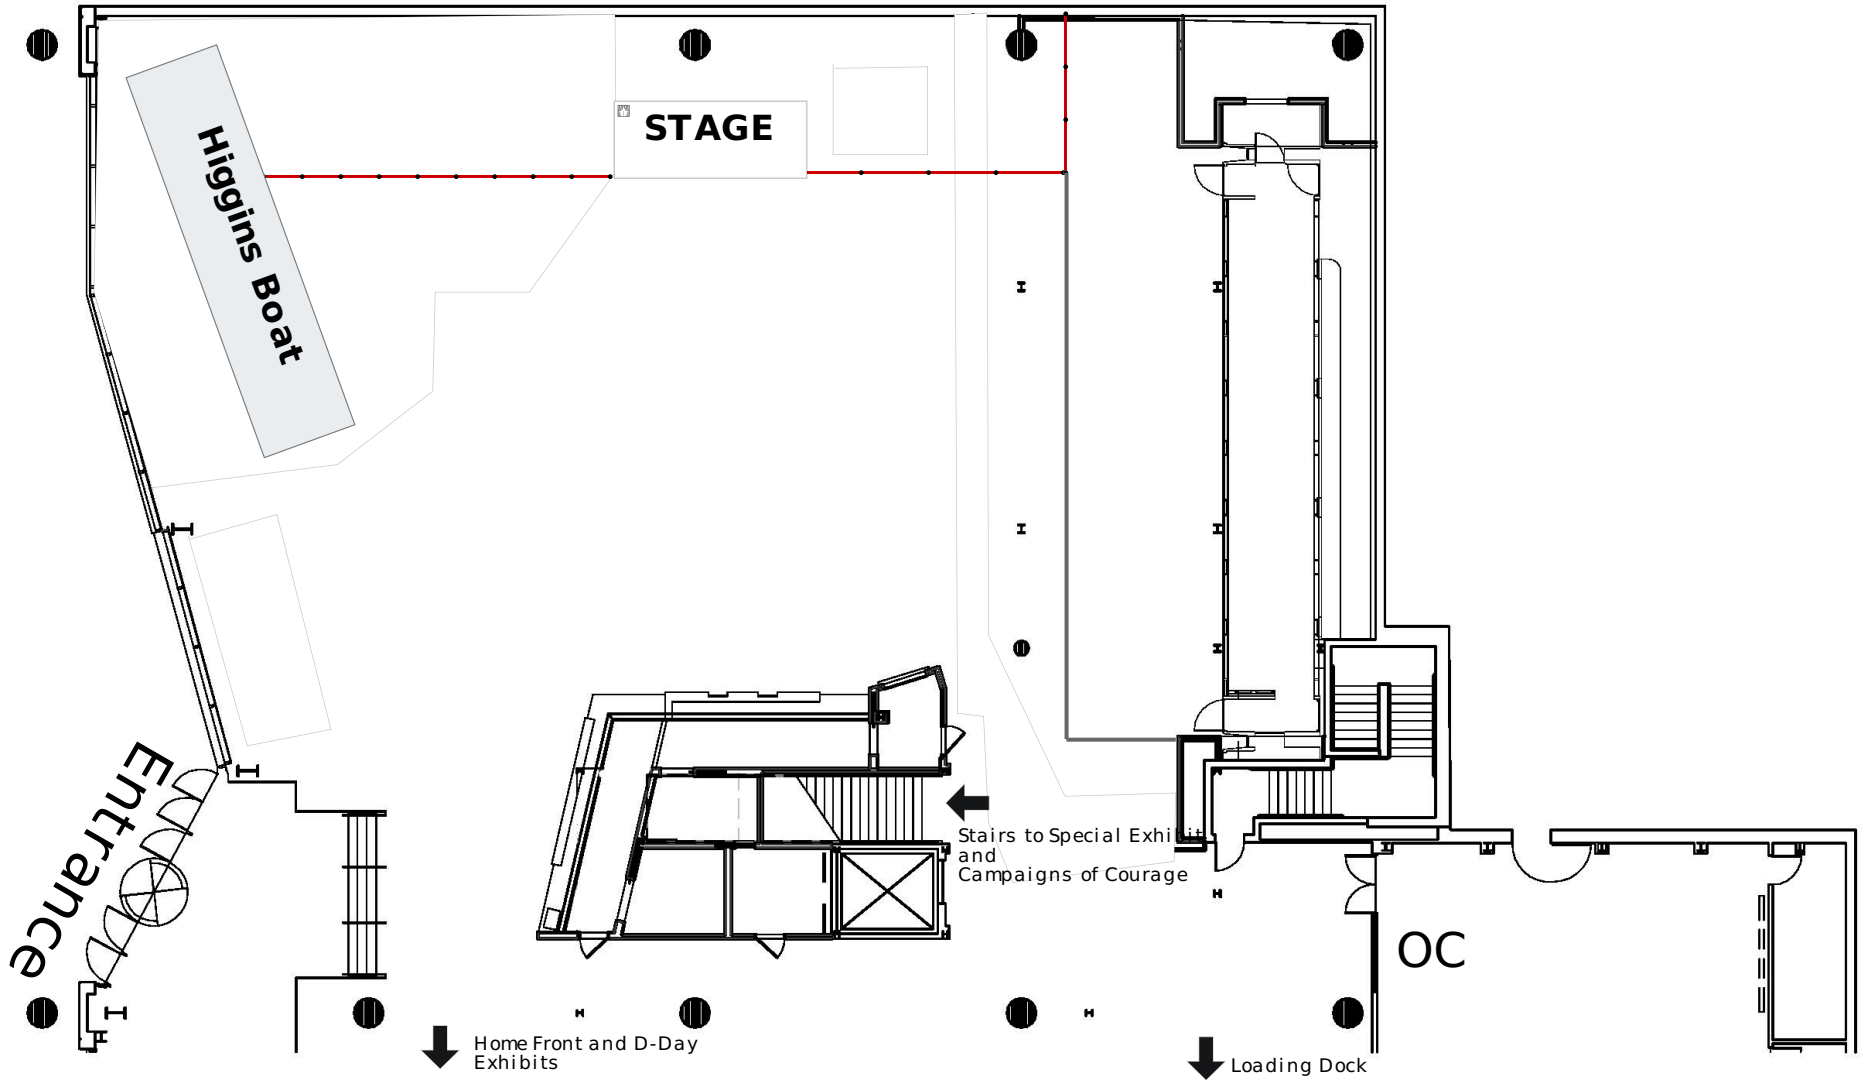 STAGE
Higgins Boat
Entrance
Stairs to Special Exhibit
and
Campaigns of Courage
OC
Home Front and D-Day
Exhibits
Loading Dock